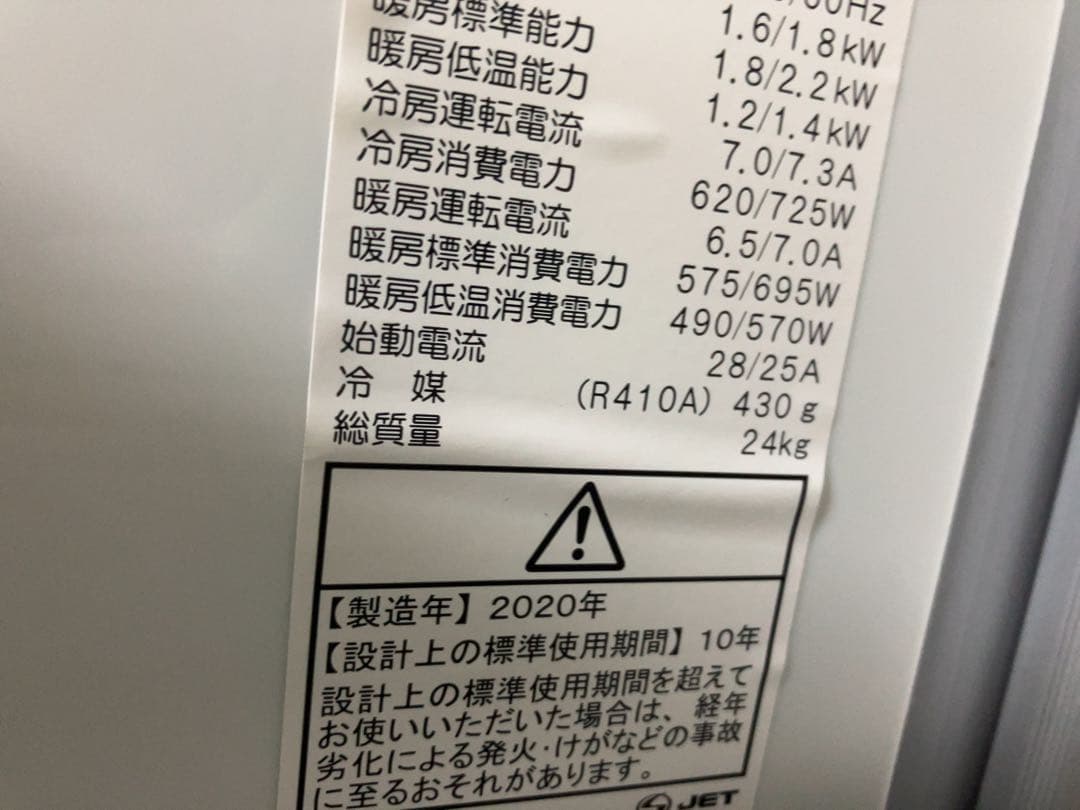 1.6/1.8kW
暖房標準能力 1.8/2.2kW
暖房低温能力 1.2/1.4kW
冷房運転電流 7.0/7.3A
冷房消費電力 620/725W
暖房運転電流 6.5/7.0A
暖房標準消費電力 575/695W
暖房低温消費電力 490/570W
始動電流 28/25A
冷　媒 (R410A) 430g
総質量 24kg
【製造年】2020年
【設計上の標準使用期間】10年
設計上の標準使用期間を超えて
お使いいただいた場合は、経年
劣化による発火・けがなどの事故
に至るおそれがあります。
JET